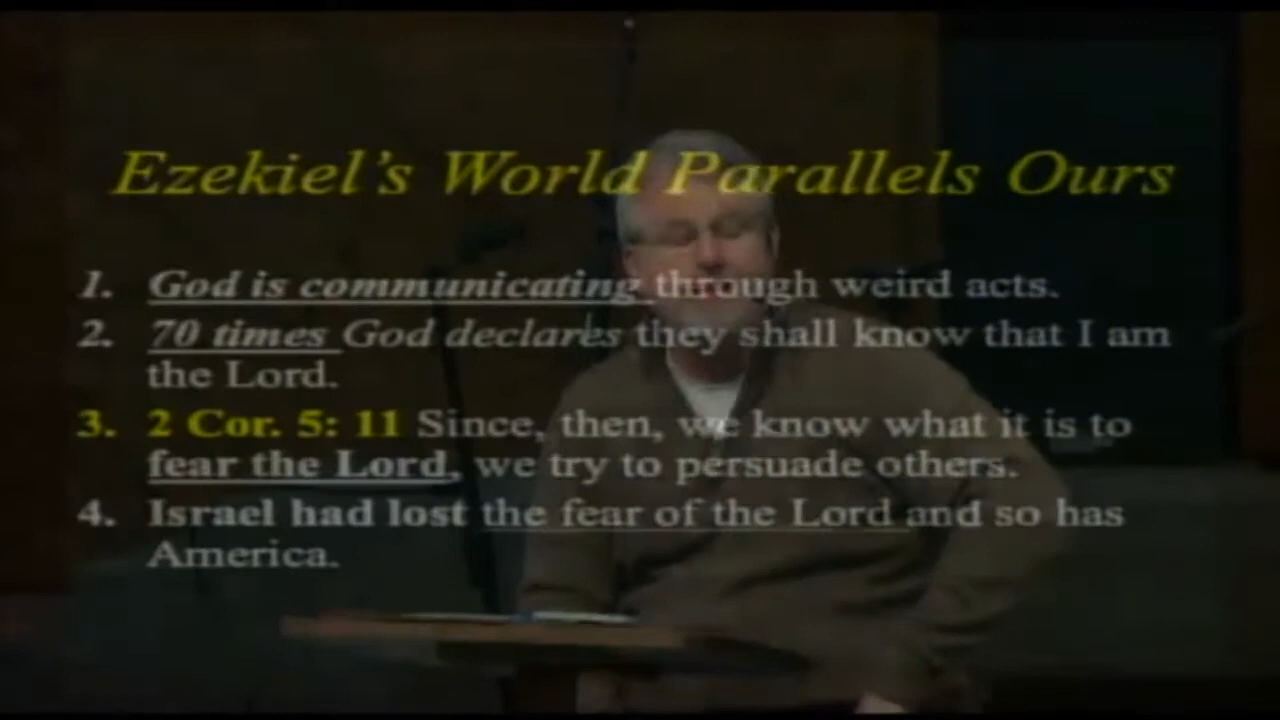 Ezekiel's World Parallels Ours
1. God is communicating through weird acts.
2. 70 times God declares they shall know that I am
the Lord.
3. 2 Cor. 5: 11 Since, then, we know what it is to
fear the Lord, we try to persuade others.
4. Israel had lost the fear of the Lord and so has
America.